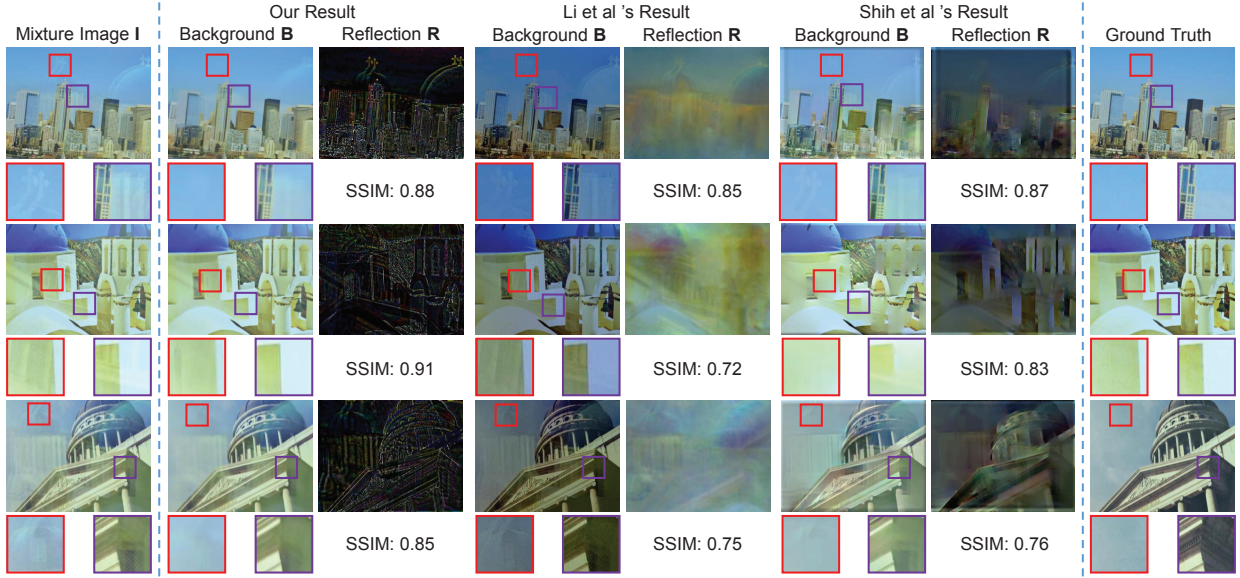 Our Result
Li et al 's Result
Shih et al 's Result
Mixture Image I
Background B
Reflection R
Background B
Reflection R
Background B
Reflection R
Ground Truth
SSIM: 0.88
SSIM: 0.85
SSIM: 0.87
SSIM: 0.91
SSIM: 0.72
SSIM: 0.83
SSIM: 0.85
SSIM: 0.75
SSIM: 0.76